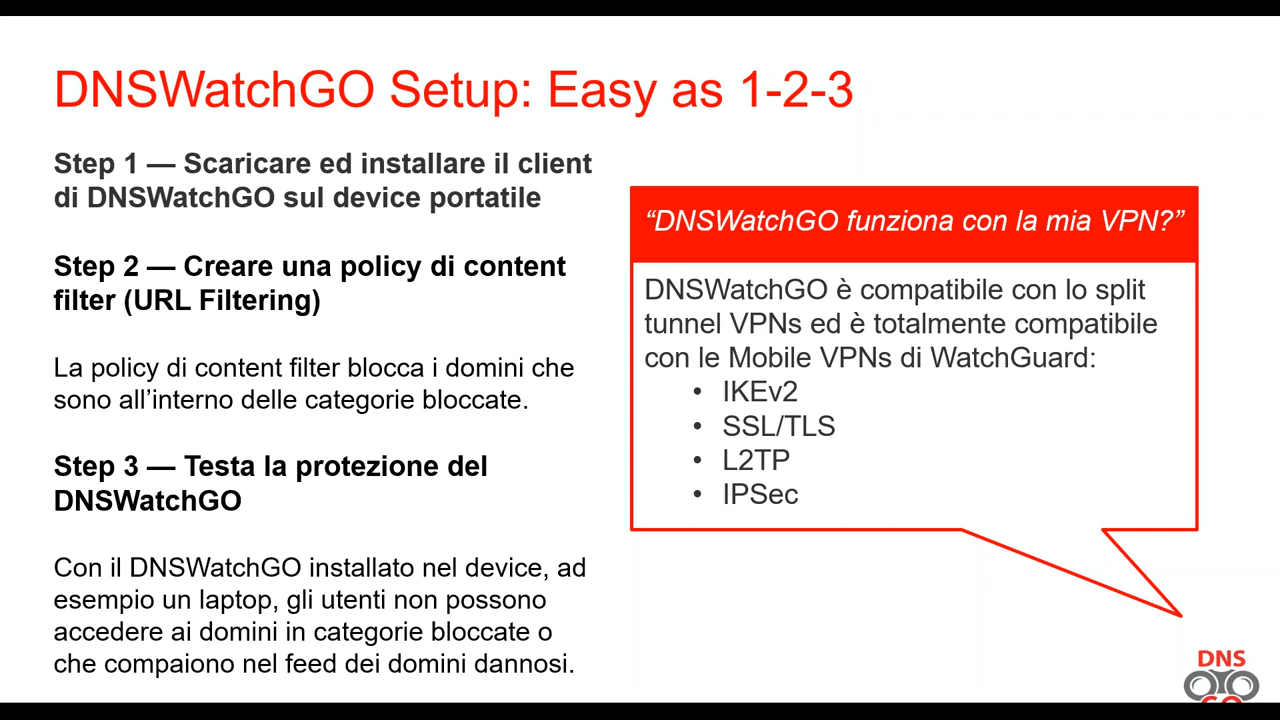 DNSWatchGO Setup: Easy as 1-2-3
Step 1 — Scaricare ed installare il client
di DNSWatchGO sul device portatile
Step 2 — Creare una policy di content
filter (URL Filtering)
La policy di content filter blocca i domini che
sono all’interno delle categorie bloccate.
Step 3 — Testa la protezione del
DNSWatchGO
Con il DNSWatchGO installato nel device, ad
esempio un laptop, gli utenti non possono
accedere ai domini in categorie bloccate o
che compaiono nel feed dei domini dannosi.
“DNSWatchGO funziona con la mia VPN?”
DNSWatchGO è compatibile con lo split
tunnel VPNs ed è totalmente compatibile
con le Mobile VPNs di WatchGuard:
• IKEv2
• SSL/TLS
• L2TP
• IPSec
DNS
GO